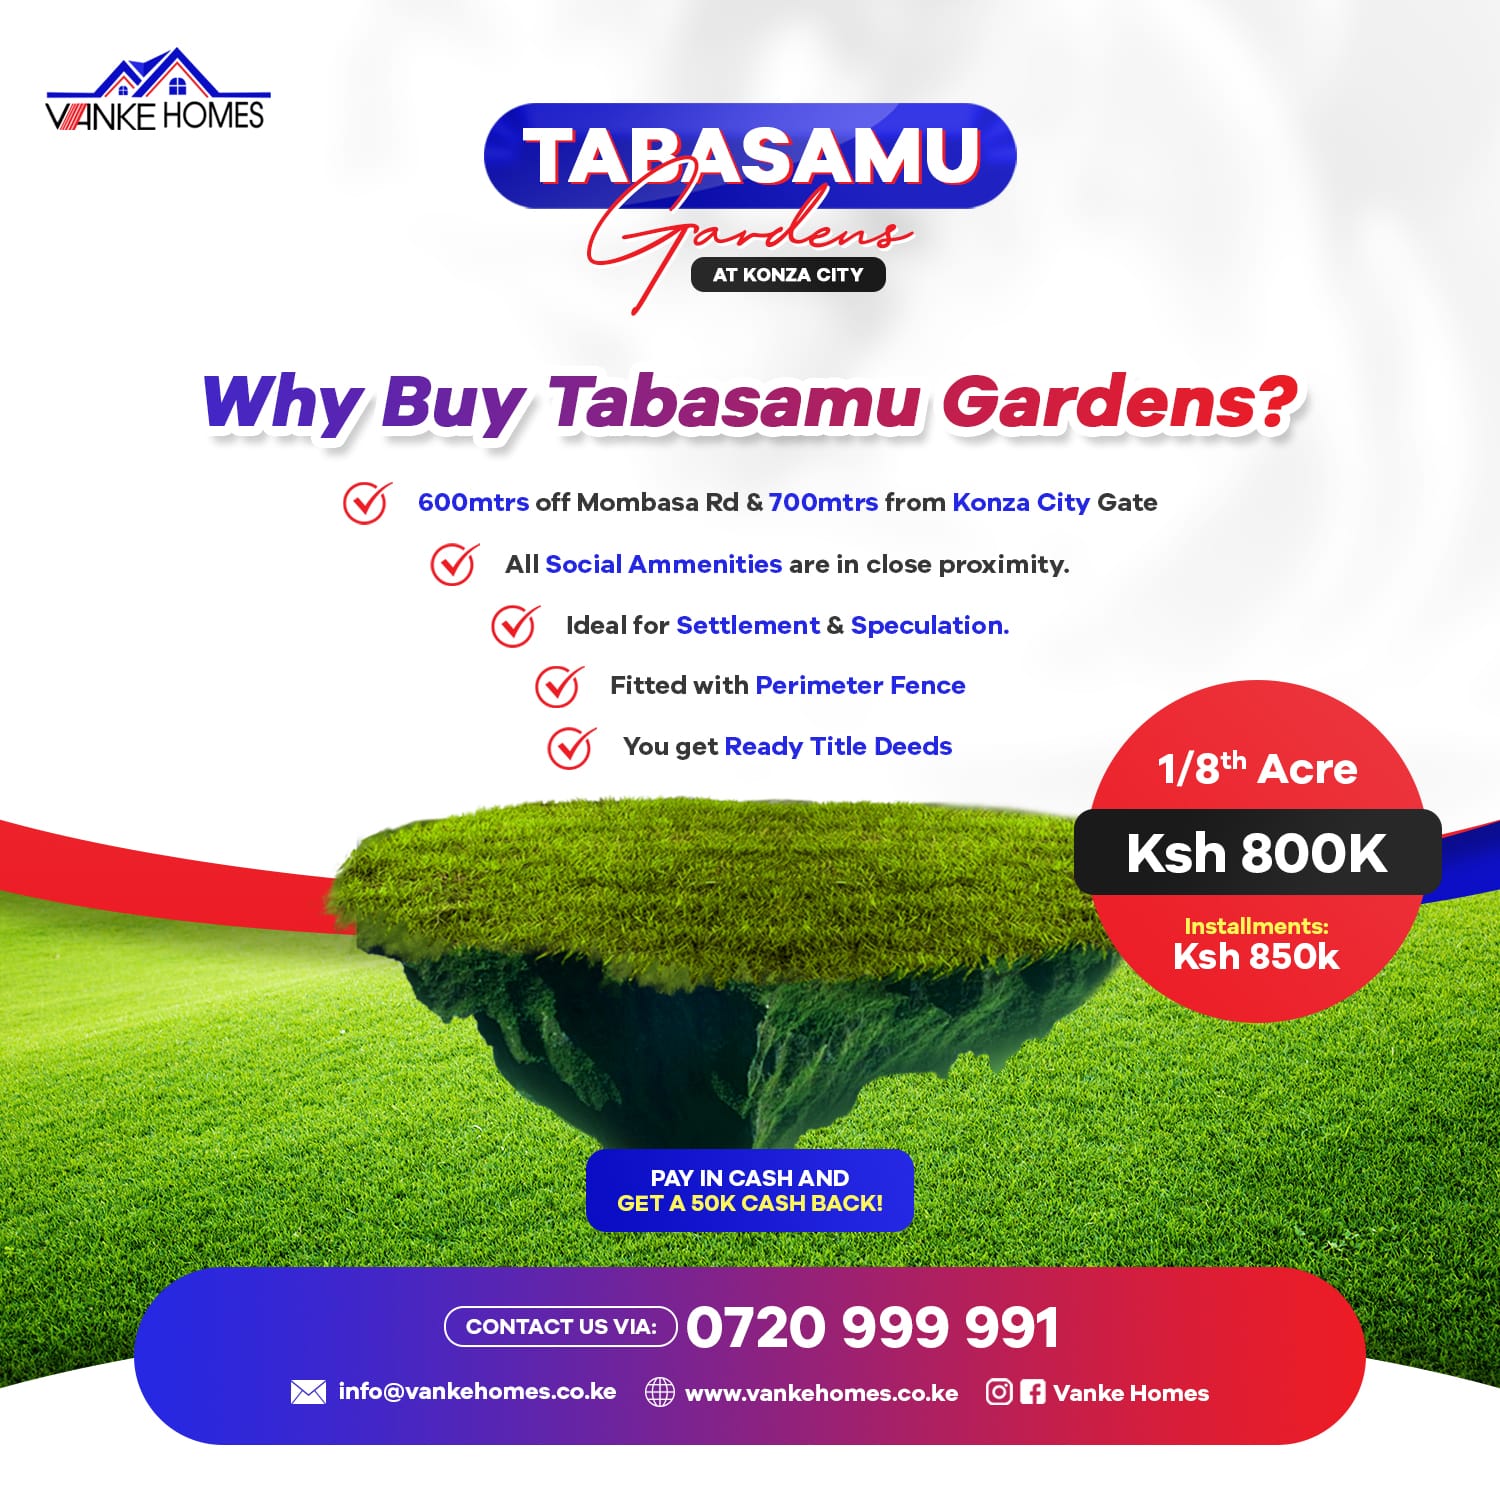 VANKE HOMES
TABASAMU
Gardens
AT KONZA CITY
Why Buy Tabasamu Gardens?
600mtrs off Mombasa Rd & 700mtrs from Konza City Gate
All Social Ammenities are in close proximity.
Ideal for Settlement & Speculation.
Fitted with Perimeter Fence
You get Ready Title Deeds
1/8th Acre
Ksh 800K
Installments:
Ksh 850k
PAY IN CASH AND
GET A 50K CASH BACK!
CONTACT US VIA: 0720 999 991
info@vankehomes.co.ke www.vankehomes.co.ke Vanke Homes